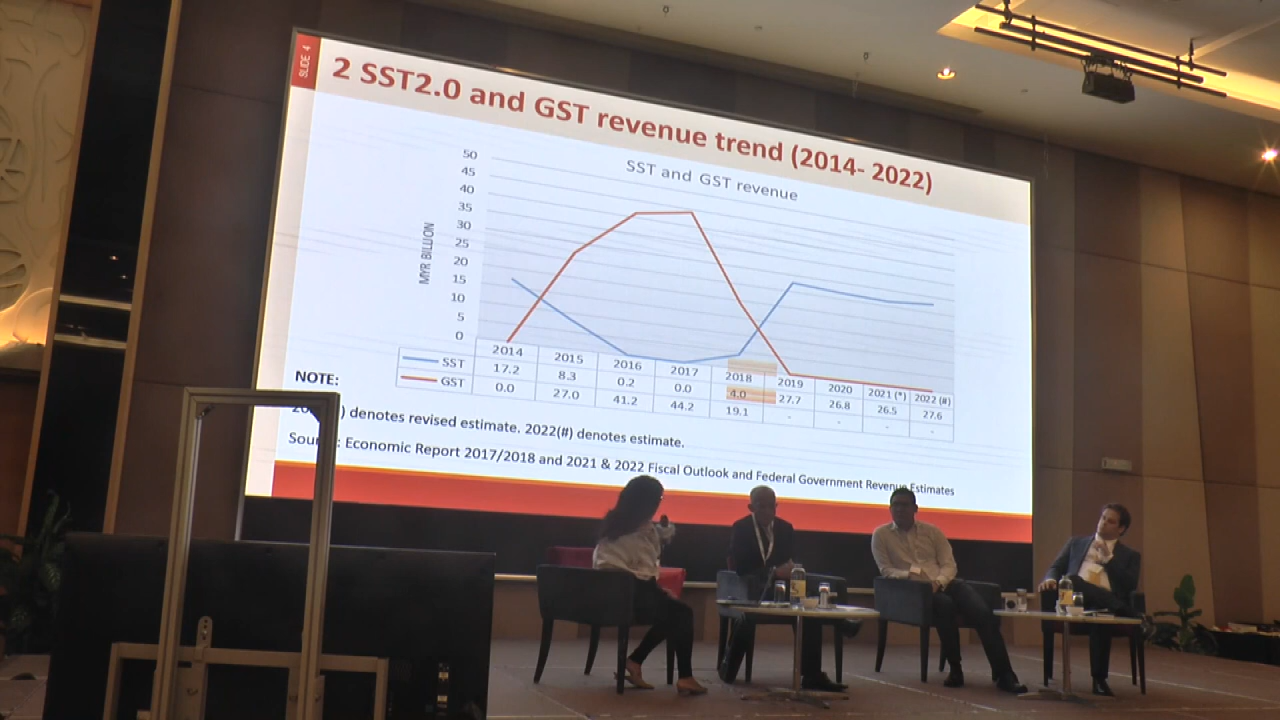 SLIDE 4
2 SST2.0 and GST revenue trend (2014- 2022)
SST and GST revenue
MYR BILLION
50
45
40
35
30
25
20
15
10
5
0
2014 2015 2016 2017 2018 2019 2020 2021 (*) 2022 (#)
SST 17.2 8.3 0.2 0.0 4.0 27.7 26.8 26.5 27.6
GST 0.0 27.0 41.2 44.2 19.1 - - - -
NOTE:
) denotes revised estimate. 2022(#) denotes estimate.
Economic Report 2017/2018 and 2021 & 2022 Fiscal Outlook and Federal Government Revenue Estimates